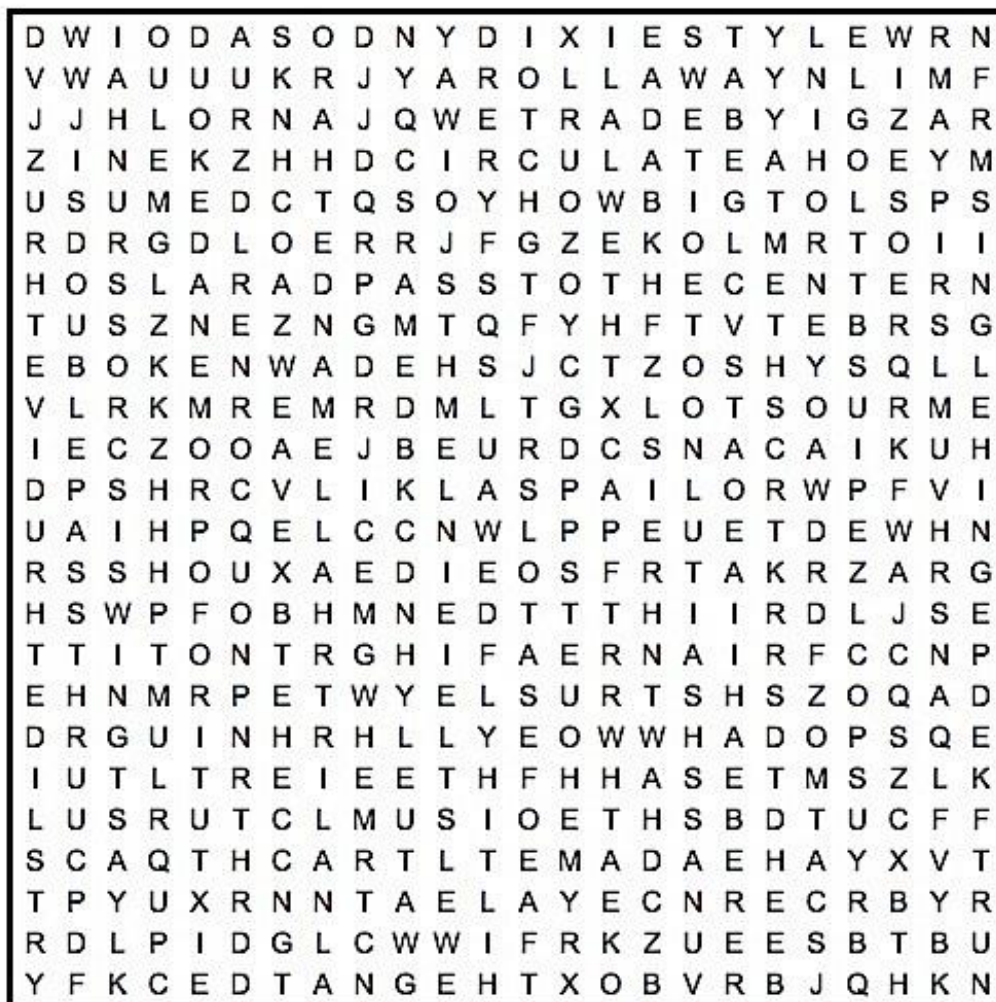 D W I O D A S O D N Y D I X I E S T Y L E W R N
V W A U U U K R J Y A R O L L A W A Y N L I M F
J J H L O R N A J Q W E T R A D E B Y I G Z A R
Z I N E K Z H H D C I R C U L A T E A H O E Y M
U S U M E D C T Q S O Y H O W B I G T O L S P S
R D R G D L O E R R J F G Z E K O L M R T O I I
H O S L A R A D P A S S T O T H E C E N T E R N
T U S Z N E Z N G M T Q F Y H F T V T E B R S G
E B O K E N W A D E H S J C T Z O S H Y S Q L L
V L R K M R E M R D M L T G X L O T S O U R M E
I E C Z O O A E J B E U R D C S N A C A I K U H
D P S H R C V L I K L A S P A I L O R W P F V I
U A I H P Q E L C C N W L P P E U E T D E W H N
R S S H O U X A E D I E O S F R T A K R Z A R G
H S W P F O B H M N E D T T T H I I R D L J S E
T T I T O N T R G H I F A E R N A I R F C C N P
E H N M R P E T W Y E L S U R T S H S Z O Q A D
D R G U I N H R H L L Y E O W W H A D O P S Q E
I U T L T R E I E E T H F H H A S E T M S Z L K
L U S R U T C L M U S I O E T H S B D T U C F F
S C A Q T H C A R T L T E M A D A E H A Y X V T
T P Y U X R N N T A E L A Y E C N R E C R B Y R
R D L P I D G L C W W I F R K Z U E E S B T B U
Y F K C E D T A N G E H T X O B V R B J Q H K N